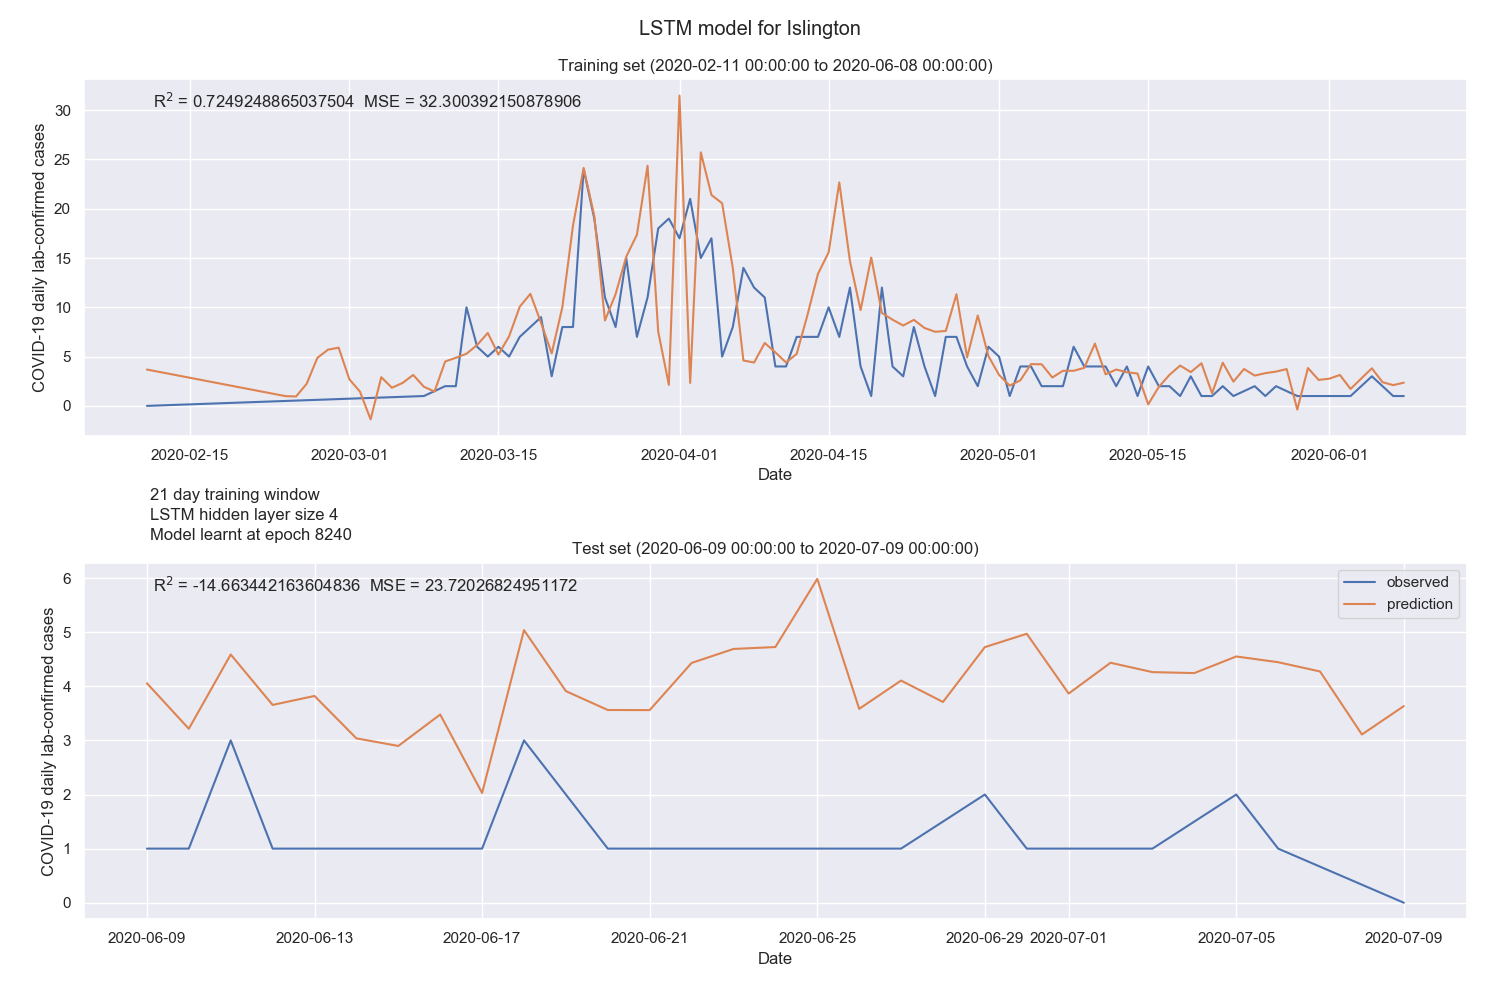 LSTM model for Islington
Training set (2020-02-11 00:00:00 to 2020-06-08 00:00:00)
R² = 0.7249248865037504 MSE = 32.300392150878906
COVID-19 daily lab-confirmed cases
30
25
20
15
10
5
0
2020-02-15 2020-03-01 2020-03-15 2020-04-01 2020-04-15 2020-05-01 2020-05-15 2020-06-01
Date
21 day training window
LSTM hidden layer size 4
Model learnt at epoch 8240
Test set (2020-06-09 00:00:00 to 2020-07-09 00:00:00)
R² = -14.663442163604836 MSE = 23.72026824951172
observed
prediction
COVID-19 daily lab-confirmed cases
6
5
4
3
2
1
0
2020-06-09 2020-06-13 2020-06-17 2020-06-21 2020-06-25 2020-06-29 2020-07-01 2020-07-05 2020-07-09
Date